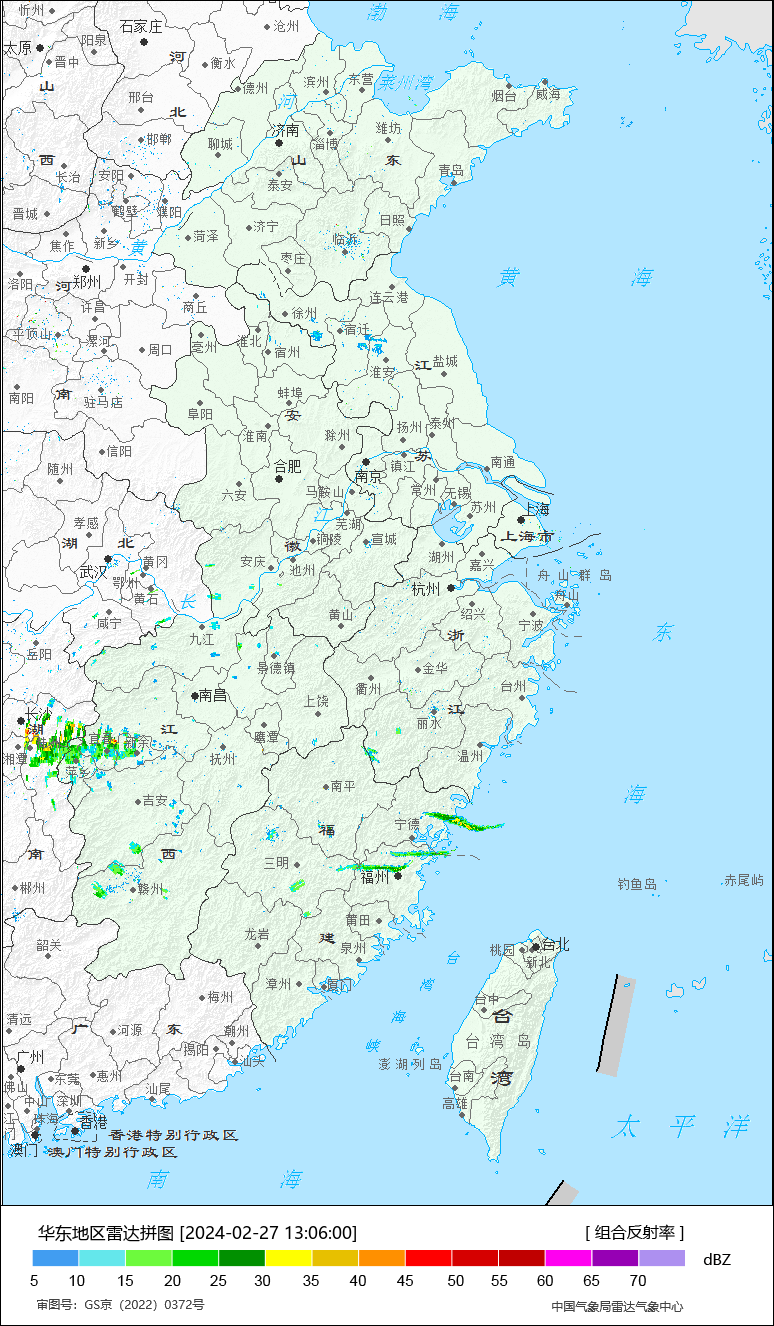 忻州
沧州
渤 海
石家庄
太原
阳泉
晋中
河
衡水
山
德州
滨州
东营
莱州湾
烟台
威海
邢台
北
河
济南
潍坊
聊城
淄博
邯郸
山
东
西
长治
安阳
泰安
青岛
晋城
鹤壁
濮阳
济宁
日照
焦作
新乡
黄
菏泽
临沂
枣庄
洛阳
河
郑州
开封
连云港
黄 海
许昌
商丘
徐州
宿迁
平顶山
漯河
周口
亳州
淮北
宿州
淮安
江
盐城
南阳
南
驻马店
阜阳
蚌埠
安
淮南
滁州
扬州
泰州
信阳
随州
合肥
南京
镇江
苏
南通
六安
马鞍山
常州
无锡
苏州
上海
孝感
江
芜湖
湖
北
徽
铜陵
宣城
上海市
武汉
黄冈
安庆
池州
湖州
嘉兴
鄂州
黄石
杭州
舟山群岛
舟山
长
咸宁
黄山
绍兴
宁波
岳阳
九江
浙
东
景德镇
金华
衢州
台州
长沙
南昌
上饶
湖
江
鹰潭
江
丽水
湘潭
宜春
新余
萍乡
抚州
温州
南平
海
吉安
宁德
福
南
西
三明
福州
郴州
赣州
钓鱼岛
赤尾屿
莆田
韶关
龙岩
建
泉州
台
桃园
台北
新北
漳州
厦门
湾
梅州
台中
清远
广
东
河源
潮州
海
台
揭阳
峡
台湾岛
广州
汕头
澎湖列岛
佛山
东莞
惠州
台南
湾
汕尾
中山
深圳
高雄
珠海
香港
太 平 洋
香港特别行政区
澳门
澳门特别行政区
南 海
华东地区雷达拼图 [2024-02-27 13:06:00]
[ 组合反射率 ]
dBZ
5 10 15 20 25 30 35 40 45 50 55 60 65 70
审图号：GS京（2022）0372号
中国气象局雷达气象中心